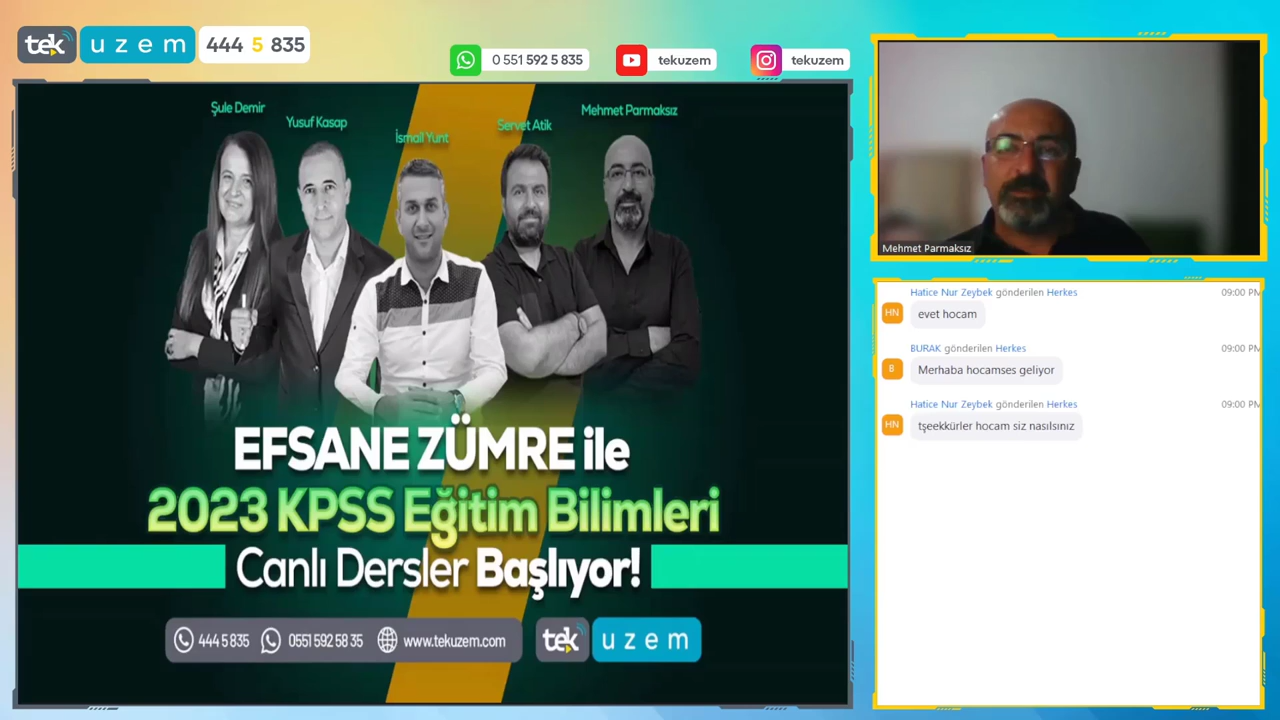 tek uzem 444 5 835
0 551 592 5 835
tekuzem
tekuzem
Şule Demir
Yusuf Kasap
İsmail Yunt
Servet Atik
Mehmet Parmaksız
EFSANE ZÜMRE ile
2023 KPSS Eğitim Bilimleri
Canlı Dersler Başlıyor!
444 5 835
0551 592 58 35
www.tekuzem.com
tek uzem
Mehmet Parmaksız
Hatice Nur Zeybek gönderilen Herkes 09:00 PM
HN
evet hocam
BURAK gönderilen Herkes 09:00 PM
B
Merhaba hocamses geliyor
Hatice Nur Zeybek gönderilen Herkes 09:00 PM
HN
tşeekkürler hocam siz nasılsınız